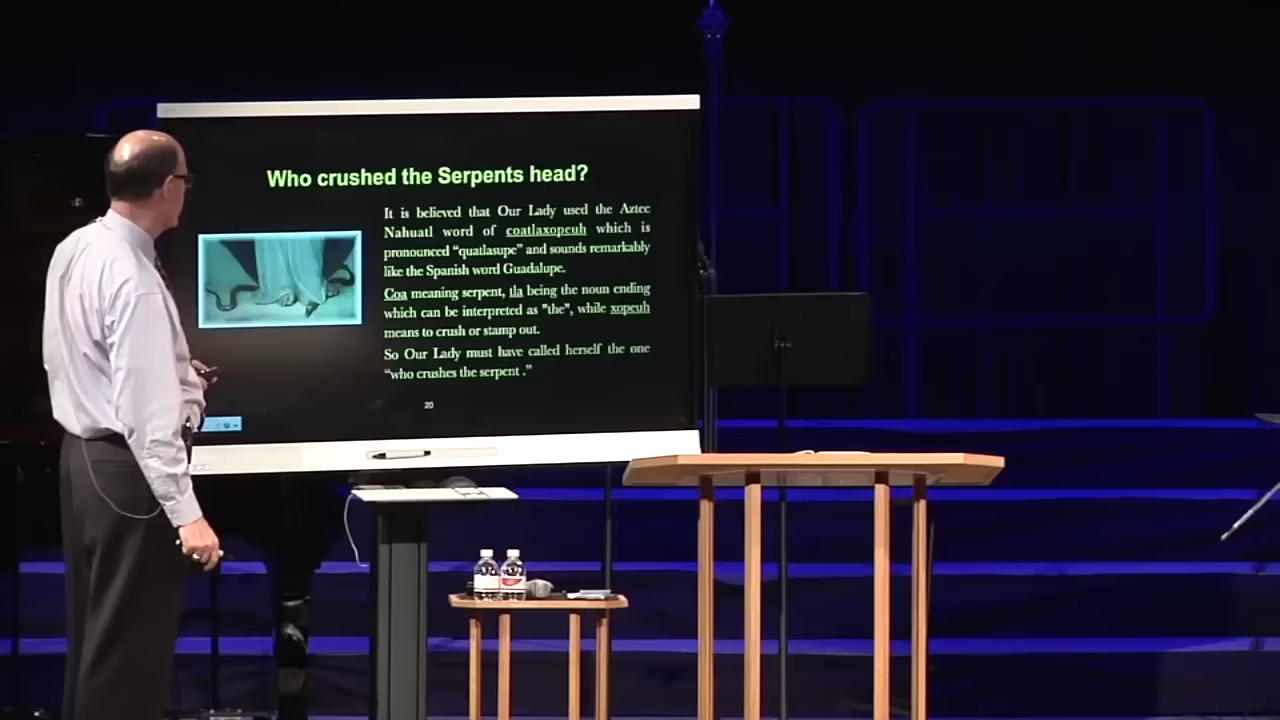 Who crushed the Serpents head?
It is believed that Our Lady used the Aztec
Nahuatl word of coatlaxopeuh which is
pronounced “quatlasupe” and sounds remarkably
like the Spanish word Guadalupe.
Coa meaning serpent, tla being the noun ending
which can be interpreted as "the", while xopeuh
means to crush or stamp out.
So Our Lady must have called herself the one
“who crushes the serpent .”
20